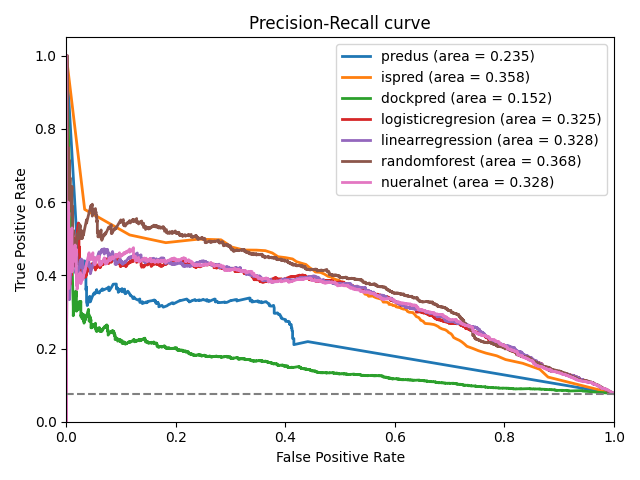 Precision-Recall curve
predus (area = 0.235)
ispred (area = 0.358)
dockpred (area = 0.152)
logisticregresion (area = 0.325)
linearregression (area = 0.328)
randomforest (area = 0.368)
nueralnet (area = 0.328)
True Positive Rate
1.0
0.8
0.6
0.4
0.2
0.0
0.0 0.2 0.4 0.6 0.8 1.0
False Positive Rate